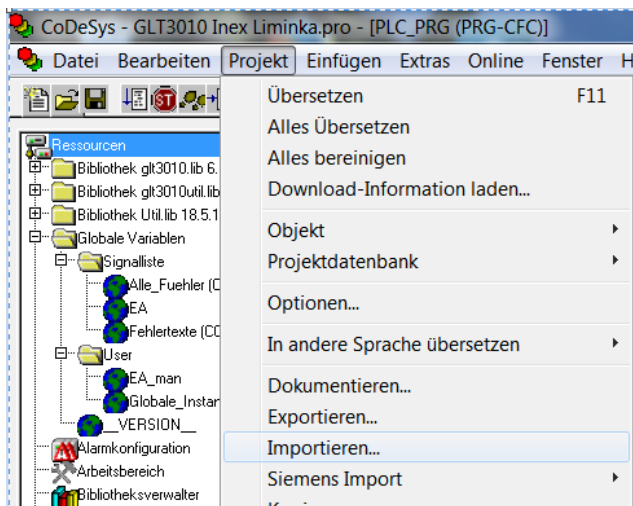 CoDeSys - GLT3010 Inex Liminka.pro - [PLC_PRG (PRG-CFC)]
Datei Bearbeiten Projekt Einfügen Extras Online Fenster H
ST
Übersetzen F11
Alles Übersetzen
Alles bereinigen
Download-Information laden...
Objekt
Projektdatenbank
Optionen...
In andere Sprache übersetzen
Dokumentieren...
Exportieren...
Importieren...
Siemens Import
Ressourcen
Bibliothek glt3010.lib 6.
Bibliothek glt3010util.lib
Bibliothek Util.lib 18.5.1
Globale Variablen
Signalliste
Alle_Fuehler (C
EA
Fehlertexte (CO
User
EA_man
Globale_Instan
__VERSION__
Alarmkonfiguration
Arbeitsbereich
Bibliotheksverwalter